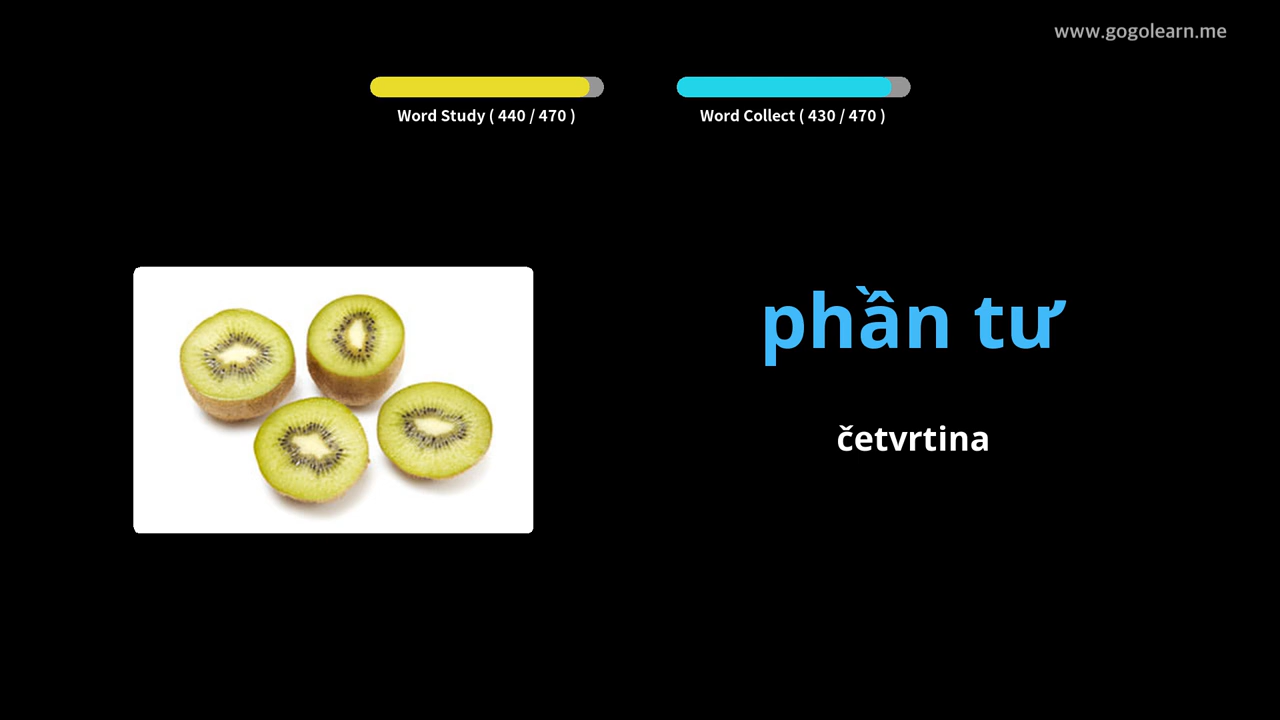 www.gogolearn.me
Word Study ( 440 / 470 )
Word Collect ( 430 / 470 )
phần tư
četvrtina